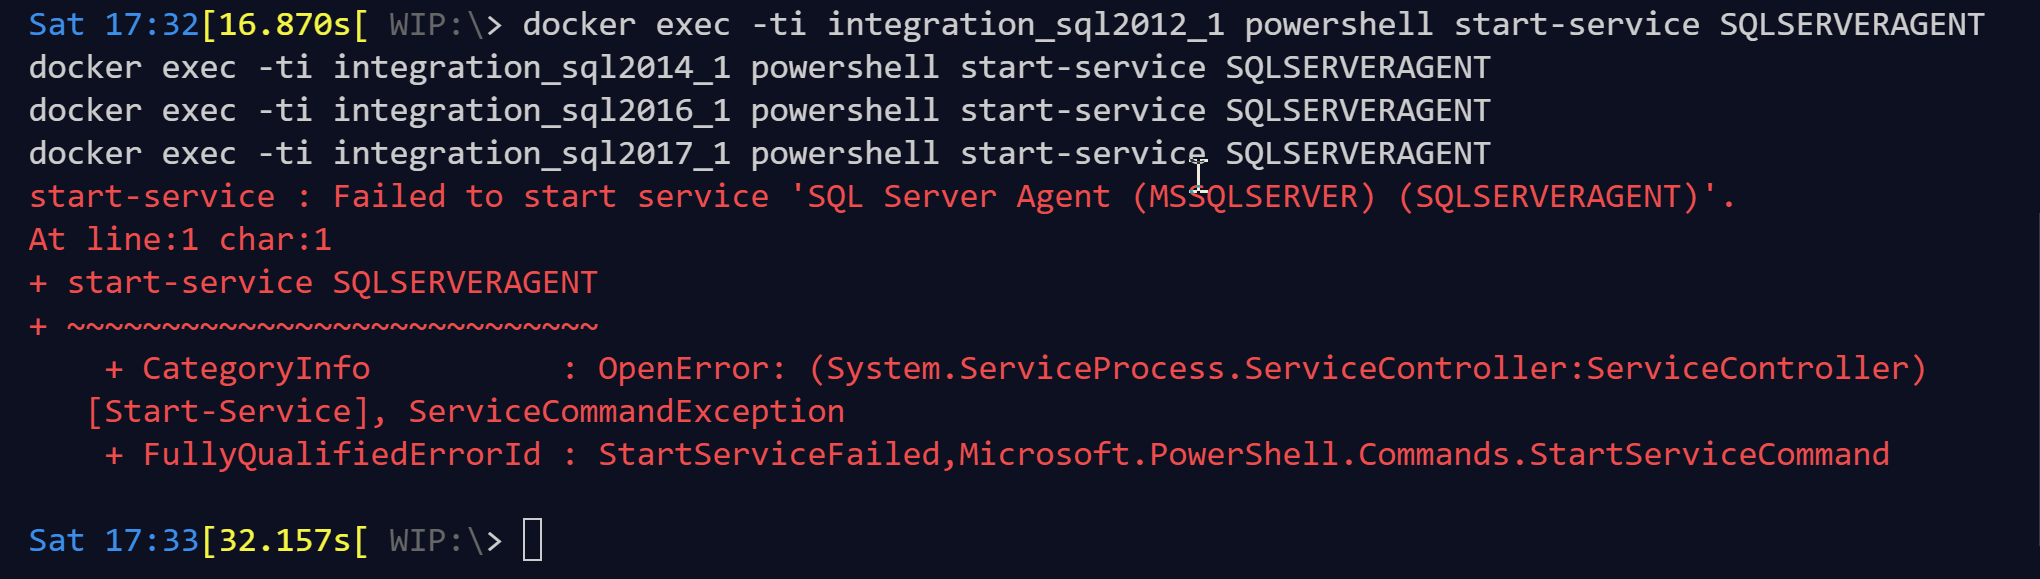 Sat 17:32[16.870s[ WIP:\> docker exec -ti integration_sql2012_1 powershell start-service SQLSERVERAGENT
docker exec -ti integration_sql2014_1 powershell start-service SQLSERVERAGENT
docker exec -ti integration_sql2016_1 powershell start-service SQLSERVERAGENT
docker exec -ti integration_sql2017_1 powershell start-service SQLSERVERAGENT
start-service : Failed to start service 'SQL Server Agent (MSSQLSERVER) (SQLSERVERAGENT)'.
At line:1 char:1
+ start-service SQLSERVERAGENT
+ ~~~~~~~~~~~~~~~~~~~~~~~~~~~~
    + CategoryInfo          : OpenError: (System.ServiceProcess.ServiceController:ServiceController)
   [Start-Service], ServiceCommandException
    + FullyQualifiedErrorId : StartServiceFailed,Microsoft.PowerShell.Commands.StartServiceCommand
Sat 17:33[32.157s[ WIP:\>